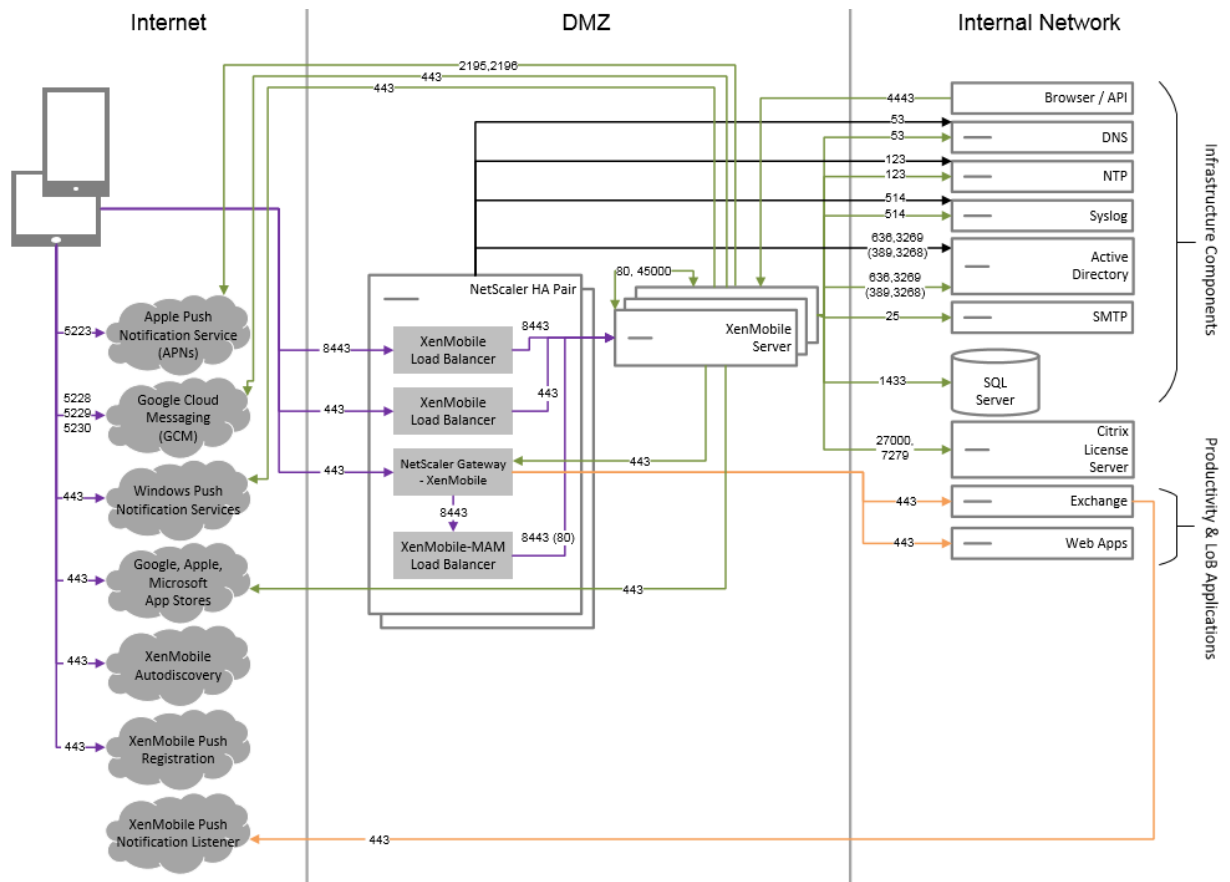 Internet
DMZ
Internal Network
2195,2196
443
443
4443
Browser / API
53
DNS
53
123
NTP
123
514
Syslog
514
636,3269
(389,3268)
Active
Directory
636,3269
(389,3268)
25
SMTP
1433
SQL
Server
27000,
7279
Citrix
License
Server
443
Exchange
443
Web Apps
Infrastructure Components
Productivity & LoB Applications
80, 45000
XenMobile
Server
NetScaler HA Pair
8443
XenMobile
Load Balancer
8443
443
XenMobile
Load Balancer
443
443
NetScaler Gateway
- XenMobile
443
8443
XenMobile-MAM
Load Balancer
8443 (80)
443
5223
Apple Push
Notification Service
(APNs)
5228
5229
5230
Google Cloud
Messaging
(GCM)
443
Windows Push
Notification Services
443
Google, Apple,
Microsoft
App Stores
443
XenMobile
Autodiscovery
443
XenMobile Push
Registration
XenMobile Push
Notification Listener
443